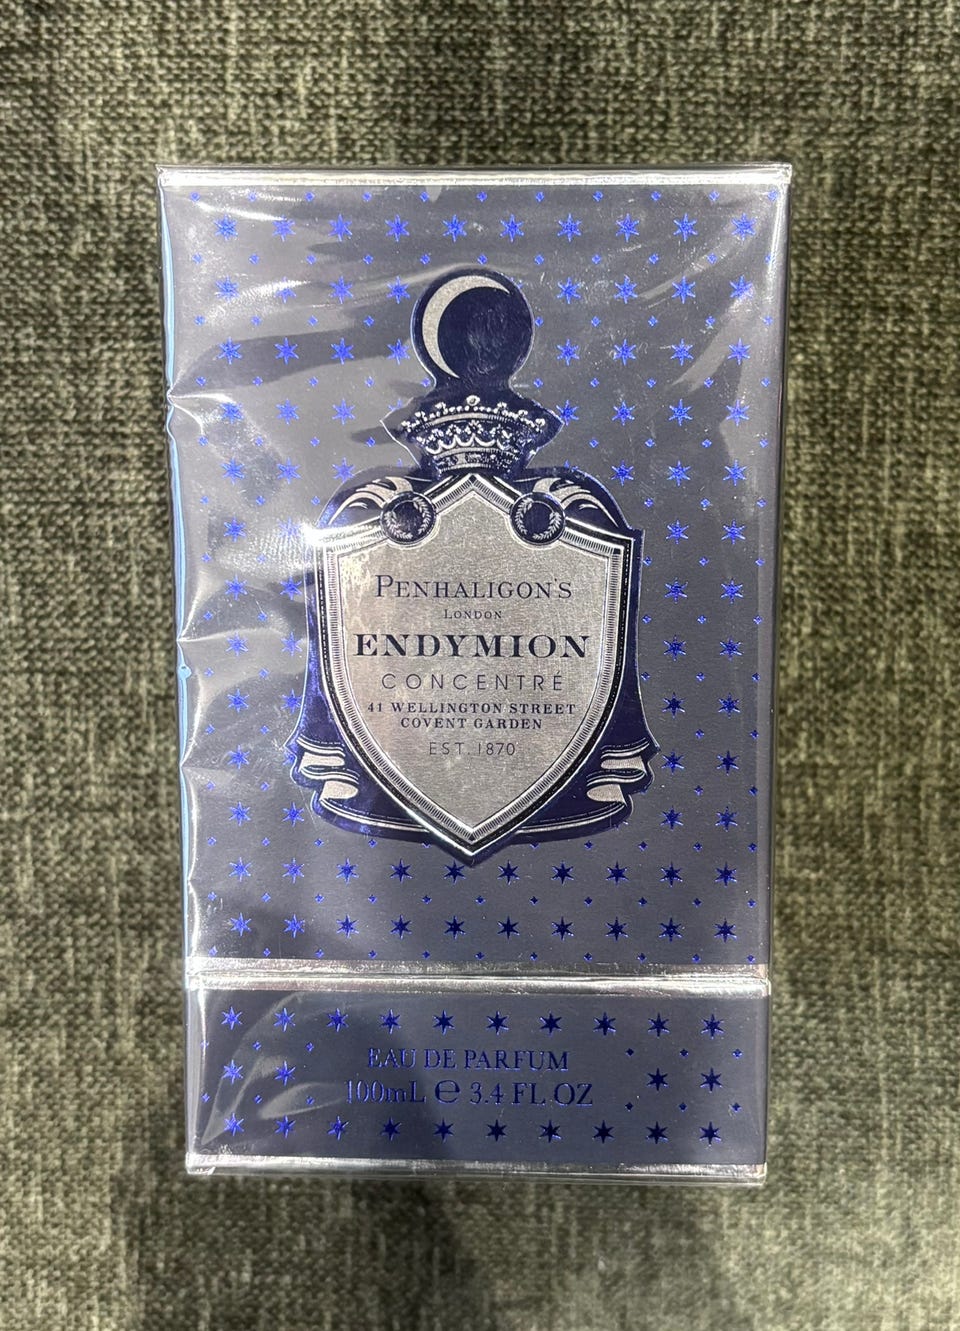 PENHALIGON'S
LONDON
ENDYMION
CONCENTRÉ
41 WELLINGTON STREET
COVENT GARDEN
EST. 1870
EAU DE PARFUM
100mL ℮ 3.4 FL OZ